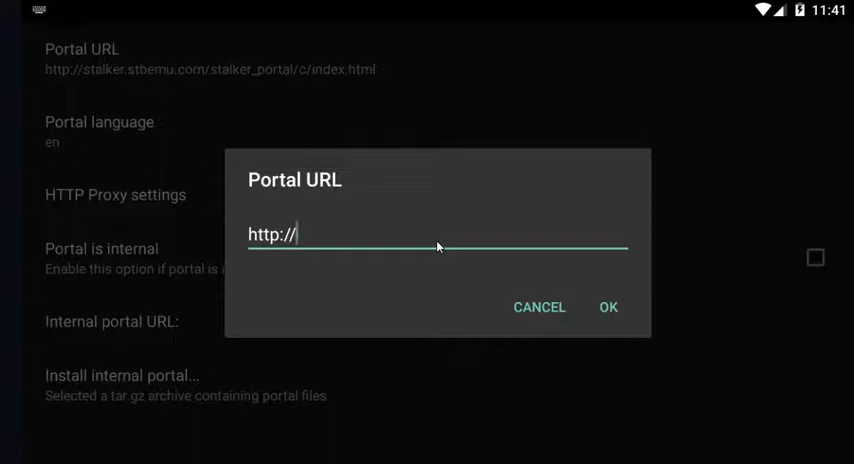 11:41
Portal URL
http://stalker.stbemu.com/stalker_portal/c/index.html
Portal language
en
HTTP Proxy settings
Portal is internal
Enable this option if portal is
Internal portal URL:
Install internal portal...
Selected a tar.gz archive containing portal files
Portal URL
http://
CANCEL OK